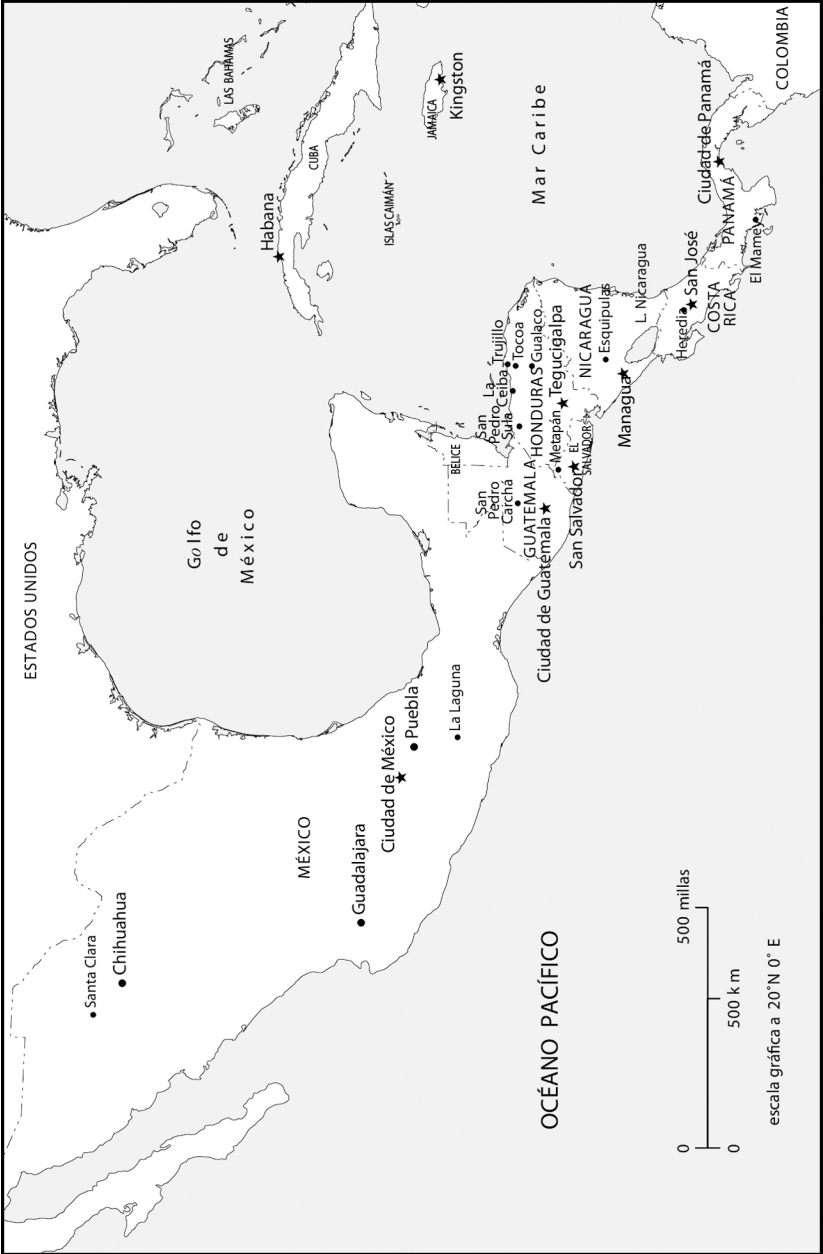 ESTADOS UNIDOS
LAS BAHAMAS
Golfo
de
México
Habana
CUBA
ISLAS CAIMÁN
JAMAICA
Kingston
Mar Caribe
Santa Clara
Chihuahua
MÉXICO
Guadalajara
Ciudad de México
Puebla
La Laguna
BELICE
San
Pedro
Carchá
GUATEMALA
Ciudad de Guatemala
San
Pedro
Sula
La
Ceiba
Trujillo
Tocoa
Gualaco
HONDURAS
Tegucigalpa
Metapán
EL
SALVADOR
San Salvador
NICARAGUA
Esquipulas
Managua
L. Nicaragua
Heredia
San José
COSTA
RICA
Ciudad de Panamá
PANAMÁ
El Mamey
COLOMBIA
OCÉANO PACÍFICO
0
500 millas
0
500 km
escala gráfica a 20°N 0° E